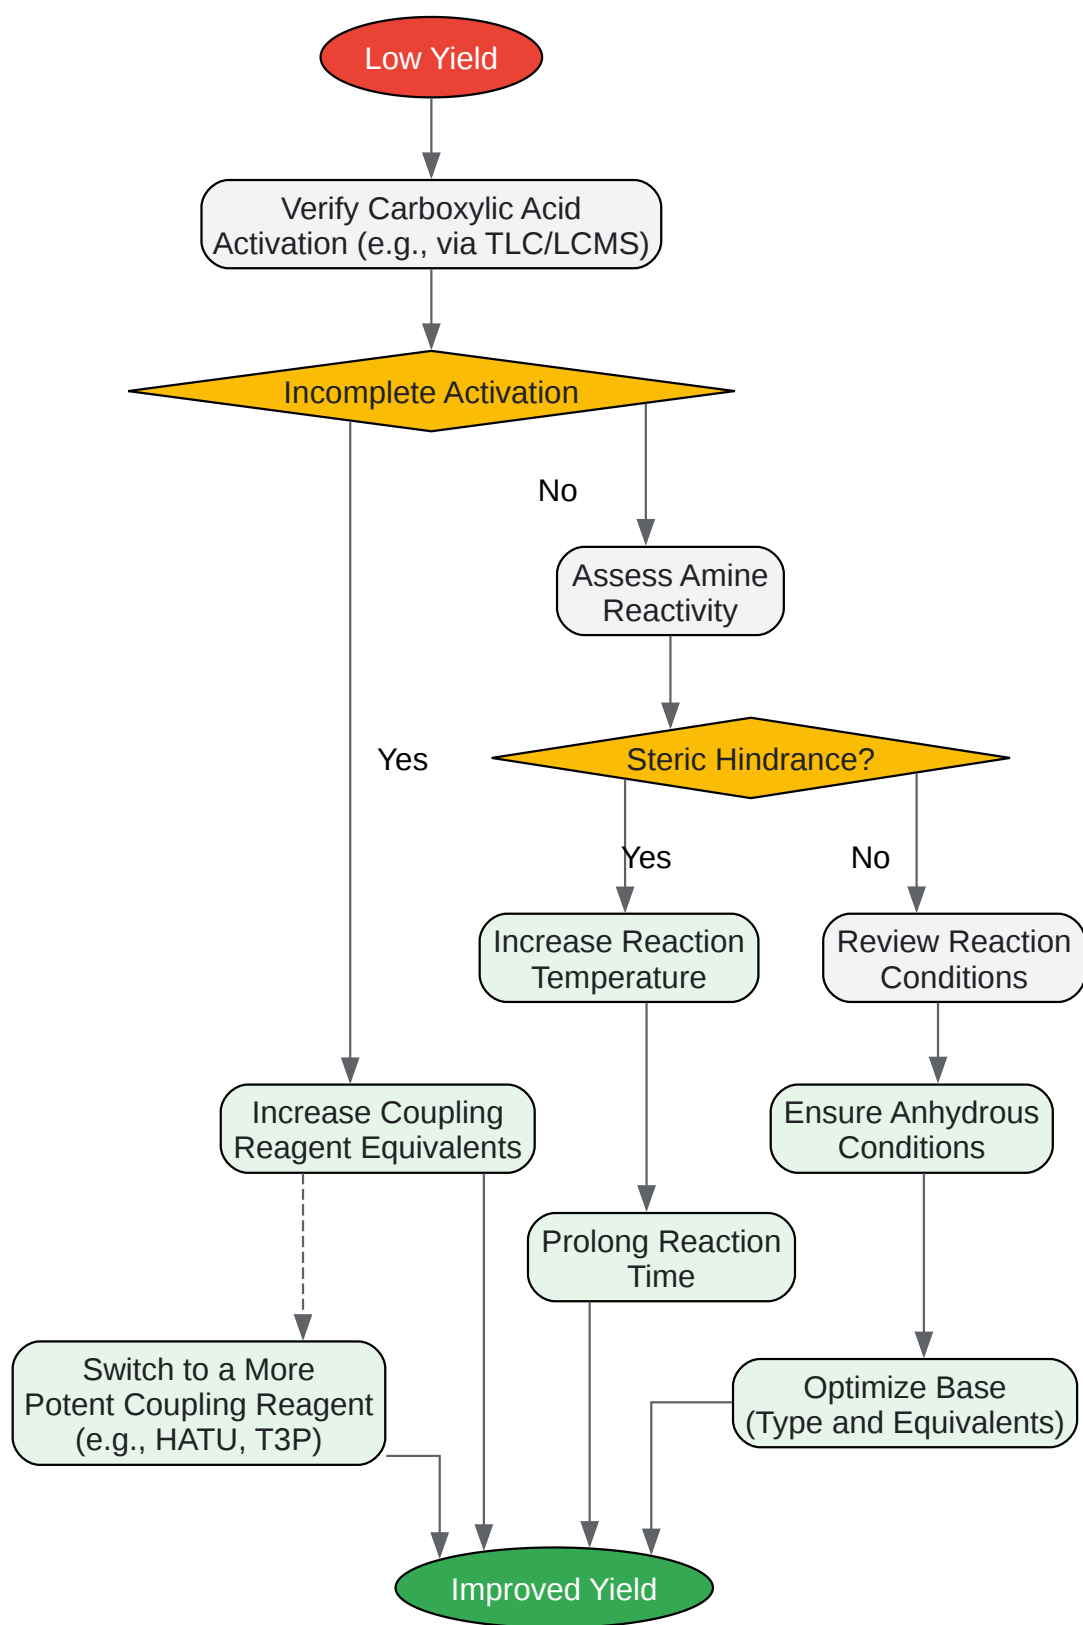 Low Yield
Verify Carboxylic Acid
Activation (e.g., via TLC/LCMS)
Incomplete Activation
No
Assess Amine
Reactivity
Yes
Steric Hindrance?
Yes
No
Increase Reaction
Temperature
Review Reaction
Conditions
Increase Coupling
Reagent Equivalents
Ensure Anhydrous
Conditions
Prolong Reaction
Time
Switch to a More
Potent Coupling Reagent
(e.g., HATU, T3P)
Optimize Base
(Type and Equivalents)
Improved Yield